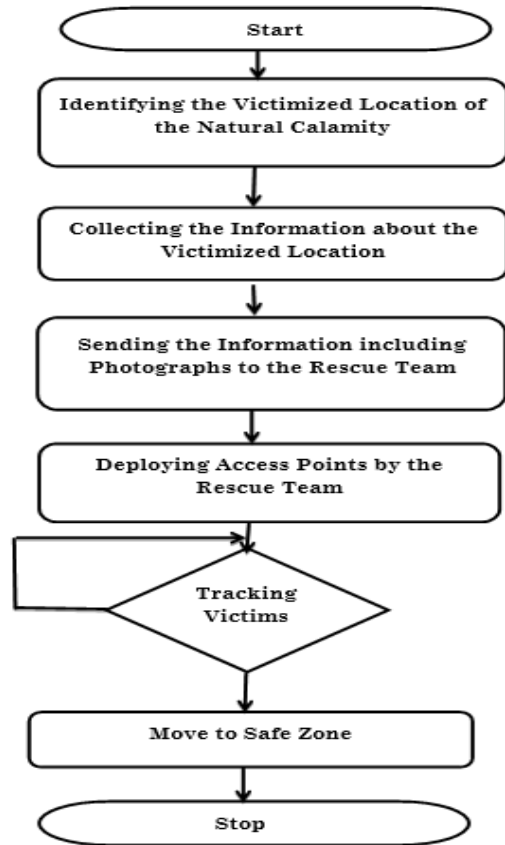 Start
Identifying the Victimized Location of
the Natural Calamity
Collecting the Information about the
Victimized Location
Sending the Information including
Photographs to the Rescue Team
Deploying Access Points by the
Rescue Team
Tracking
Victims
Move to Safe Zone
Stop